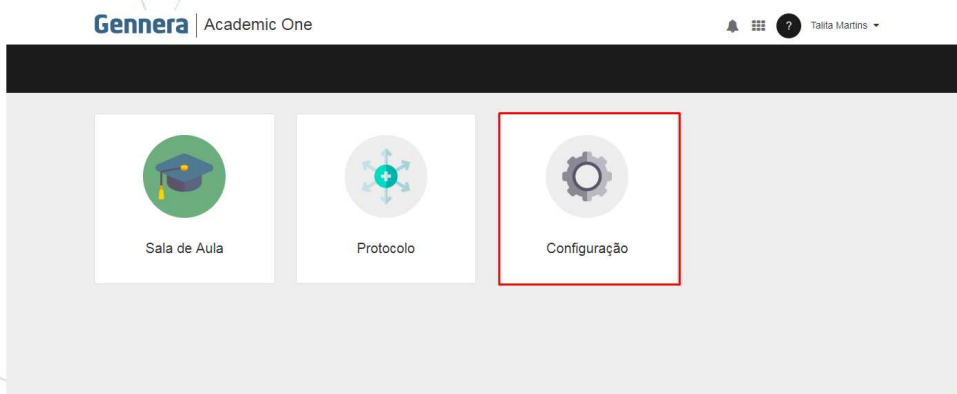 Gennera Academic One
? Talita Martins
Sala de Aula
Protocolo
Configuração